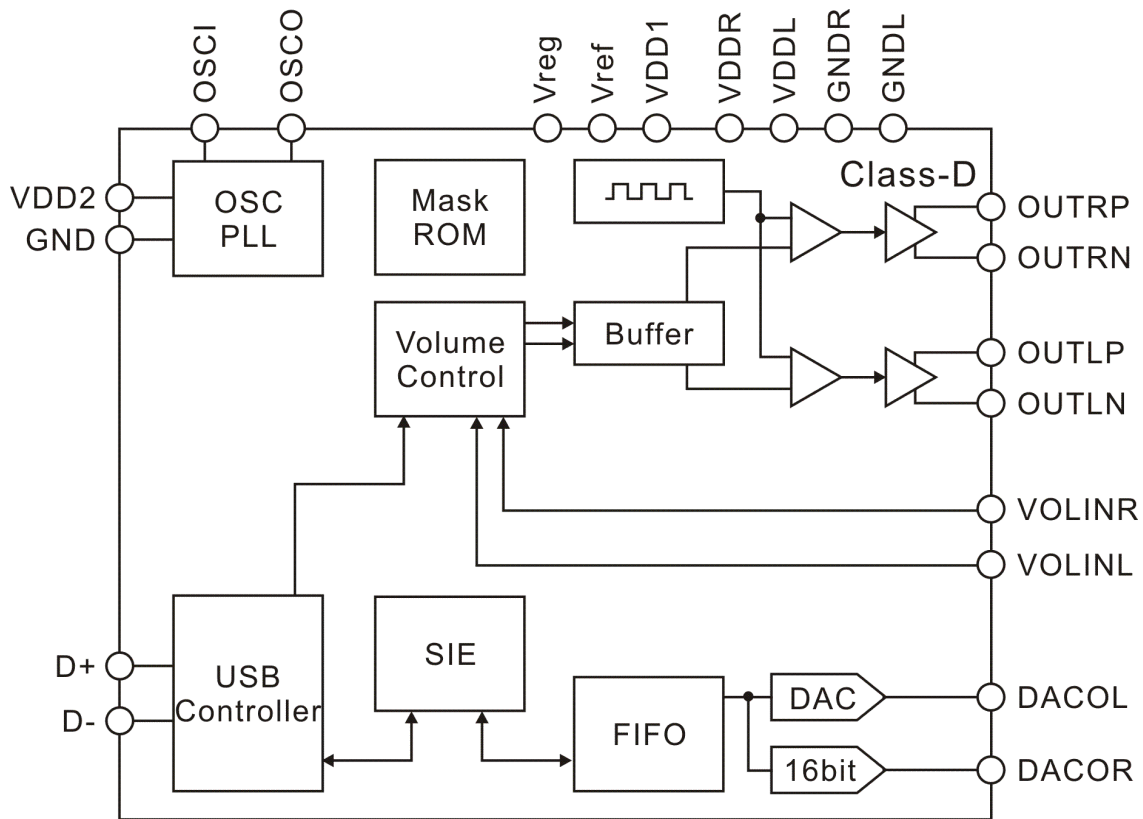 OSCI
OSCO
Vreg
Vref
VDD1
VDDR
VDDL
GNDR
GNDL
VDD2
GND
OSC
PLL
Mask
ROM
Class-D
OUTRP
OUTRN
Volume
Control
Buffer
OUTLP
OUTLN
VOLINR
VOLINL
D+
D-
USB
Controller
SIE
FIFO
DAC
16bit
DACOL
DACOR